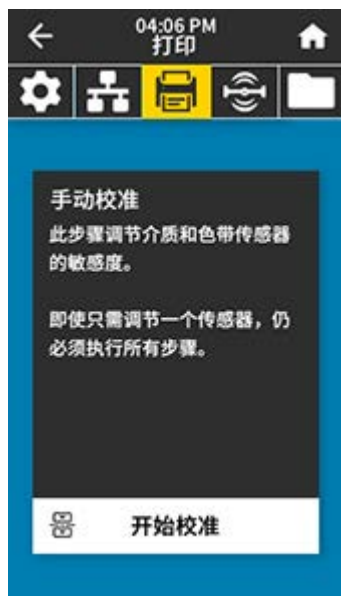 04:06 PM
打印
手动校准
此步骤调节介质和色带传感器
的敏感度。
即使只需调节一个传感器，仍
必须执行所有步骤。
开始校准